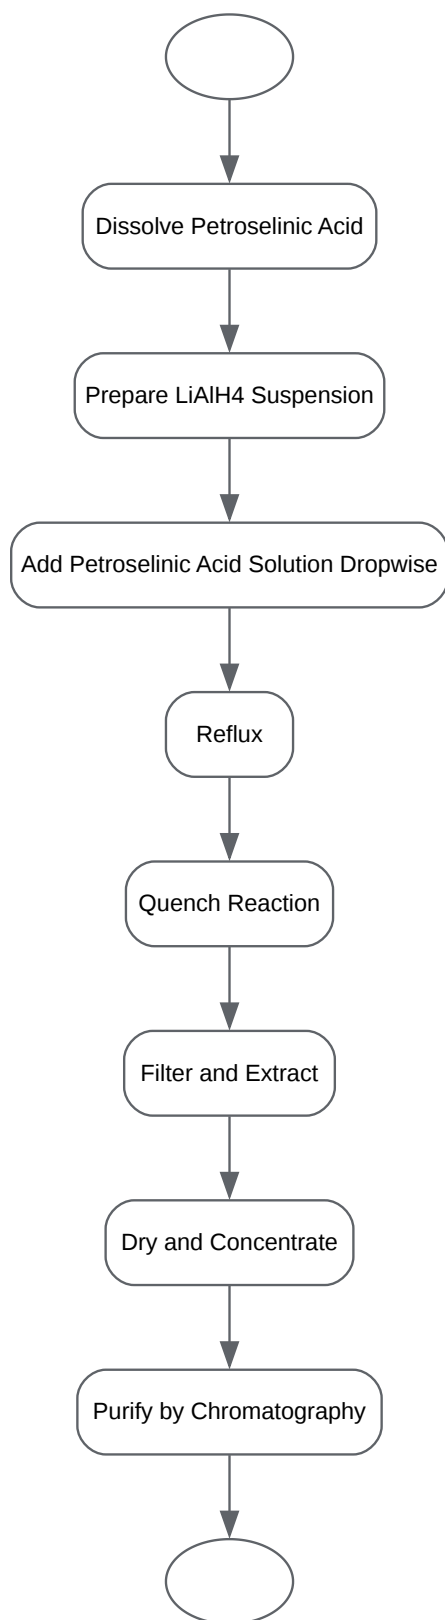 Dissolve Petroselinic Acid
Prepare LiAlH4 Suspension
Add Petroselinic Acid Solution Dropwise
Reflux
Quench Reaction
Filter and Extract
Dry and Concentrate
Purify by Chromatography